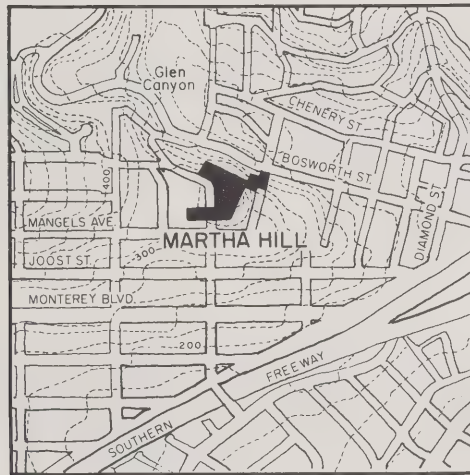 Glen
Canyon
CHENERY ST.
BOSWORTH ST.
DIAMOND ST.
400
MANGELS AVE.
MARTHA HILL
JOOST ST.
300
MONTEREY BLVD.
200
FREEWAY
SOUTHERN